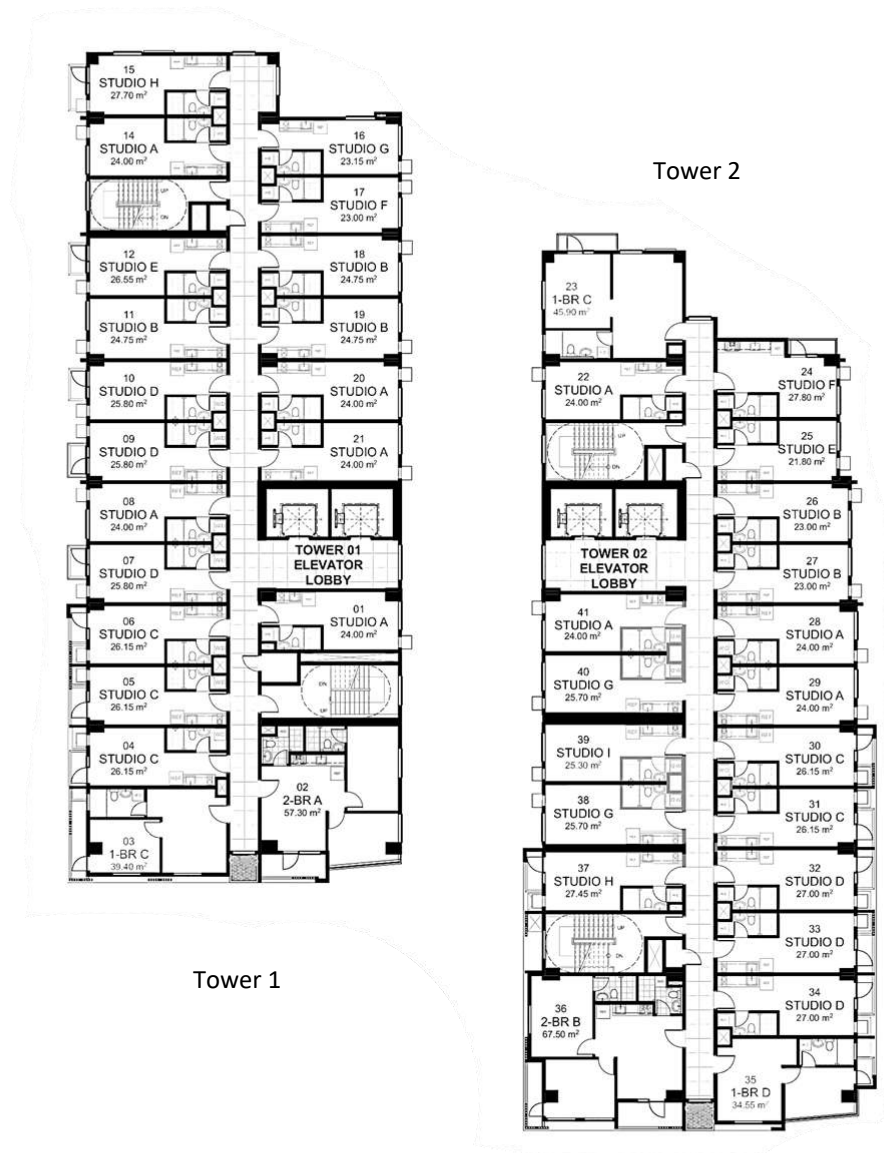 15
STUDIO H
27.70 m²
14
STUDIO A
24.00 m²
UP
DN
12
STUDIO E
26.55 m²
11
STUDIO B
24.75 m²
10
STUDIO D
25.80 m²
09
STUDIO D
25.80 m²
08
STUDIO A
24.00 m²
07
STUDIO D
25.80 m²
06
STUDIO C
26.15 m²
05
STUDIO C
26.15 m²
04
STUDIO C
26.15 m²
03
1-BR C
39.40 m²
16
STUDIO G
23.15 m²
REF
17
STUDIO F
23.00 m²
18
STUDIO B
24.75 m²
19
STUDIO B
24.75 m²
20
STUDIO A
24.00 m²
21
STUDIO A
24.00 m²
TOWER 01
ELEVATOR
LOBBY
01
STUDIO A
24.00 m²
DN
UP
02
2-BR A
57.30 m²
Tower 1
Tower 2
23
1-BR C
45.90 m²
22
STUDIO A
24.00 m²
UP
DN
TOWER 02
ELEVATOR
LOBBY
41
STUDIO A
24.00 m²
40
STUDIO G
25.70 m²
39
STUDIO I
25.30 m²
38
STUDIO G
25.70 m²
37
STUDIO H
27.45 m²
UP
DN
36
2-BR B
67.50 m²
24
STUDIO F
27.80 m²
25
STUDIO E
21.80 m²
26
STUDIO B
23.00 m²
27
STUDIO B
23.00 m²
28
STUDIO A
24.00 m²
29
STUDIO A
24.00 m²
30
STUDIO C
26.15 m²
31
STUDIO C
26.15 m²
32
STUDIO D
27.00 m²
33
STUDIO D
27.00 m²
34
STUDIO D
27.00 m²
35
1-BR D
34.55 m²